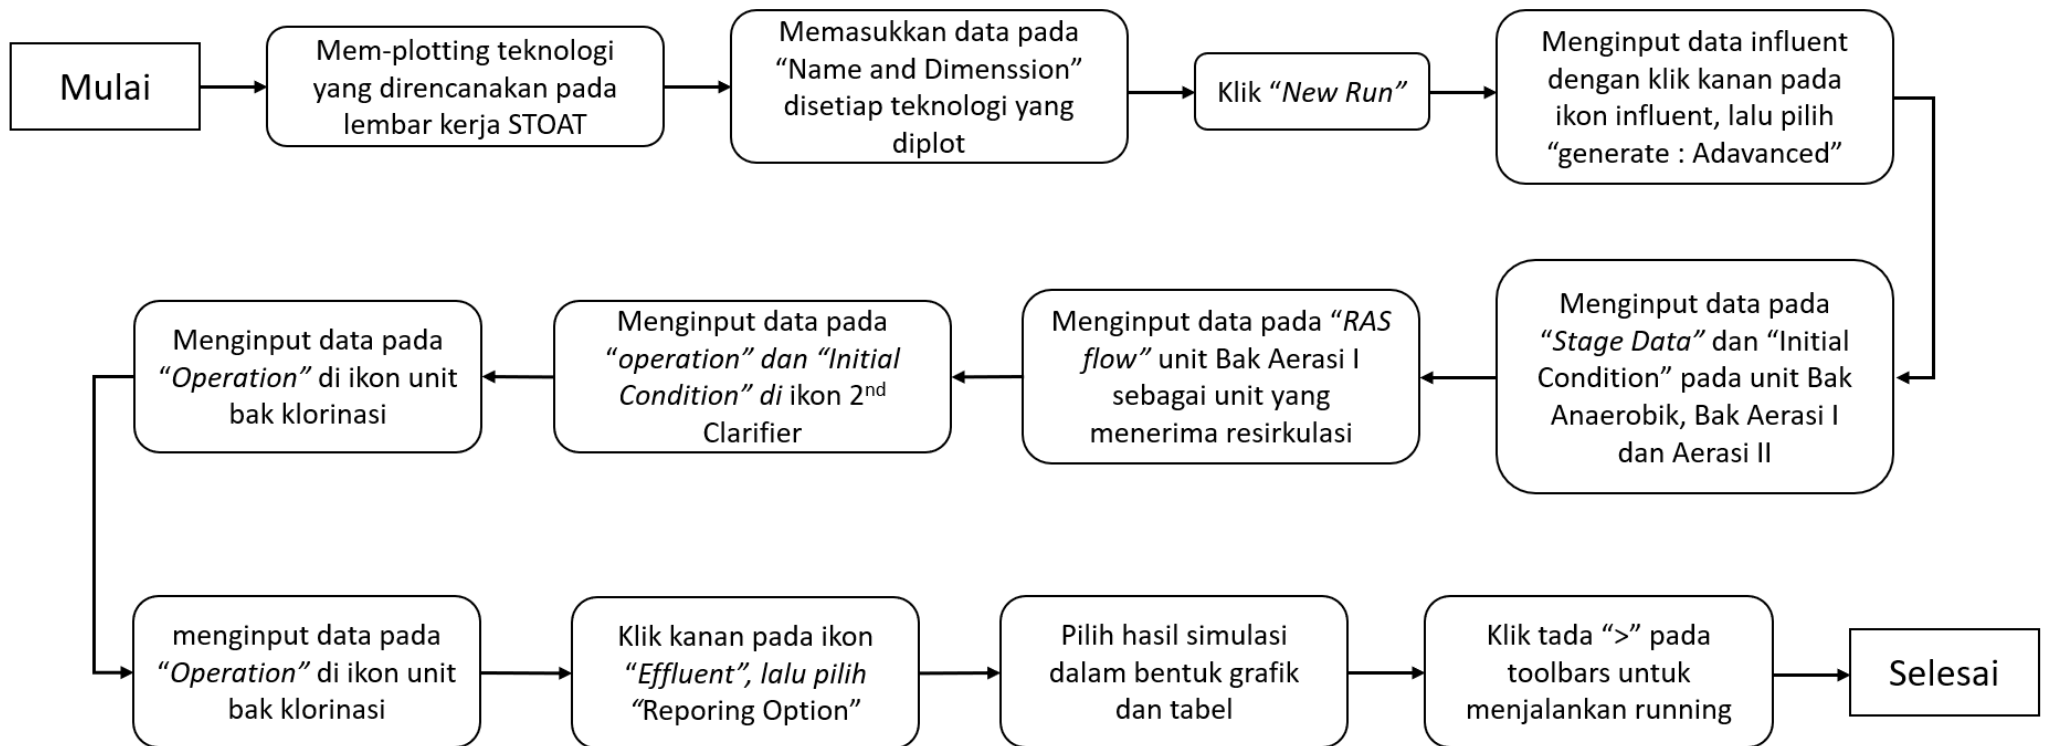 Mulai
Mem-plotting teknologi
yang direncanakan pada
lembar kerja STOAT
Memasukkan data pada
“Name and Dimenssion”
disetiap teknologi yang
diplot
Klik “New Run”
Menginput data influent
dengan klik kanan pada
ikon influent, lalu pilih
“generate : Adavanced”
Menginput data pada
“Stage Data” dan “Initial
Condition” pada unit Bak
Anaerobik, Bak Aerasi I
dan Aerasi II
Menginput data pada “RAS
flow” unit Bak Aerasi I
sebagai unit yang
menerima resirkulasi
Menginput data pada
“operation” dan “Initial
Condition” di ikon 2nd
Clarifier
Menginput data pada
“Operation” di ikon unit
bak klorinasi
menginput data pada
“Operation” di ikon unit
bak klorinasi
Klik kanan pada ikon
“Effluent”, lalu pilih
“Reporing Option”
Pilih hasil simulasi
dalam bentuk grafik
dan tabel
Klik tada “>” pada
toolbars untuk
menjalankan running
Selesai